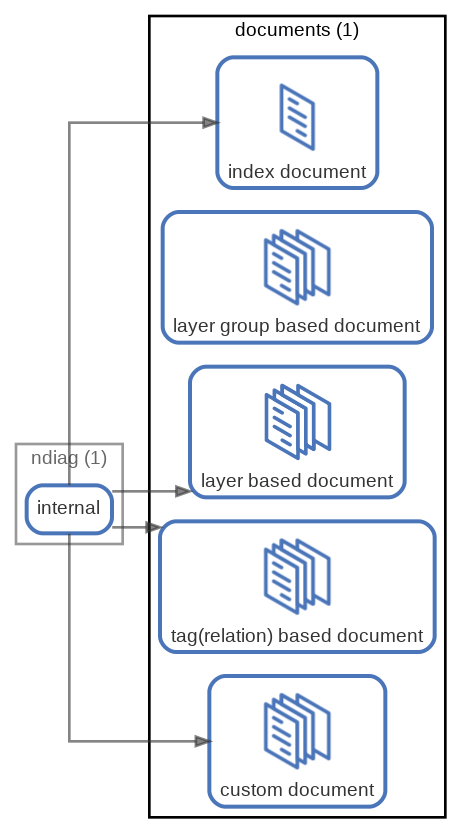 documents (1)
index document
layer group based document
layer based document
ndiag (1)
internal
tag(relation) based document
custom document